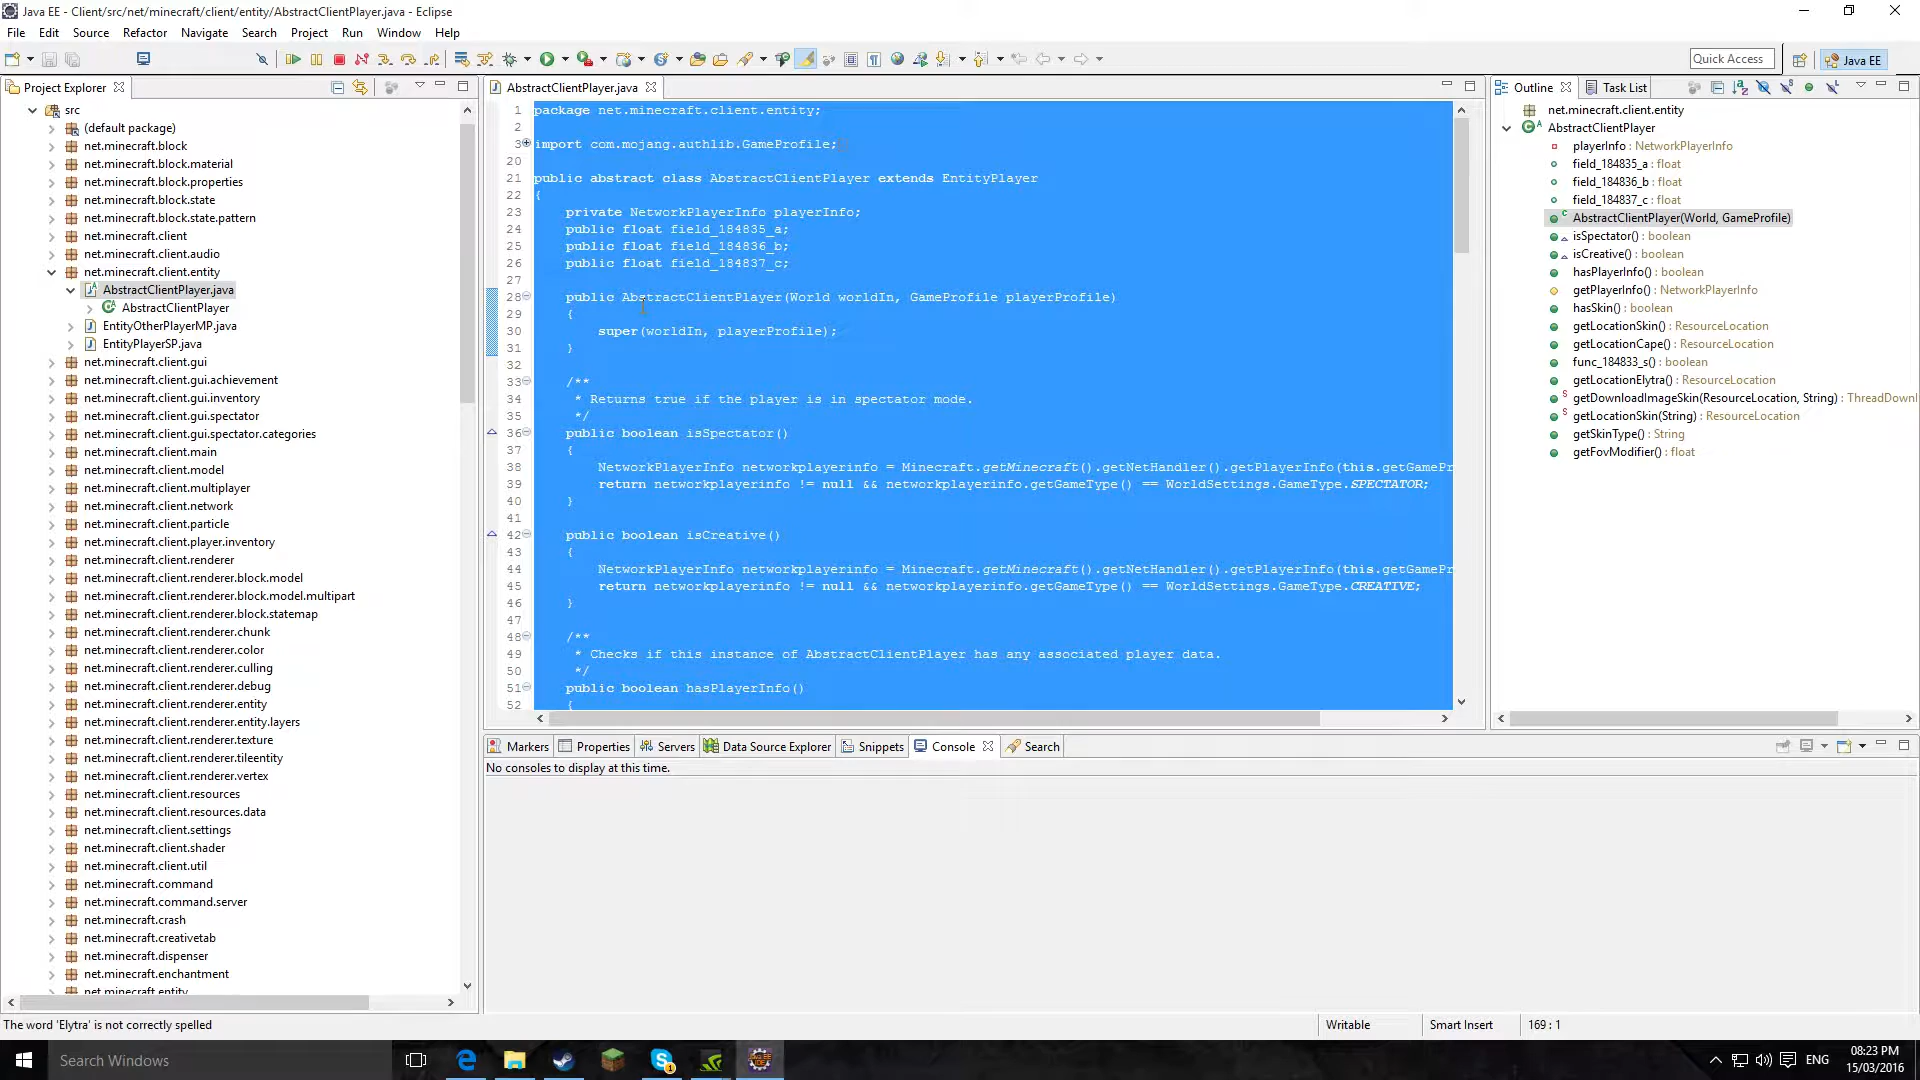 Java EE - Client/src/net/minecraft/client/entity/AbstractClientPlayer.java - Eclipse
File Edit Source Refactor Navigate Search Project Run Window Help
Quick Access
Java EE
Project Explorer
src
(default package)
net.minecraft.block
net.minecraft.block.material
net.minecraft.block.properties
net.minecraft.block.state
net.minecraft.block.state.pattern
net.minecraft.client
net.minecraft.client.audio
net.minecraft.client.entity
AbstractClientPlayer.java
AbstractClientPlayer
EntityOtherPlayerMP.java
EntityPlayerSP.java
net.minecraft.client.gui
net.minecraft.client.gui.achievement
net.minecraft.client.gui.inventory
net.minecraft.client.gui.spectator
net.minecraft.client.gui.spectator.categories
net.minecraft.client.main
net.minecraft.client.model
net.minecraft.client.multiplayer
net.minecraft.client.network
net.minecraft.client.particle
net.minecraft.client.player.inventory
net.minecraft.client.renderer
net.minecraft.client.renderer.block.model
net.minecraft.client.renderer.block.model.multipart
net.minecraft.client.renderer.block.statemap
net.minecraft.client.renderer.chunk
net.minecraft.client.renderer.color
net.minecraft.client.renderer.culling
net.minecraft.client.renderer.debug
net.minecraft.client.renderer.entity
net.minecraft.client.renderer.entity.layers
net.minecraft.client.renderer.texture
net.minecraft.client.renderer.tileentity
net.minecraft.client.renderer.vertex
net.minecraft.client.resources
net.minecraft.client.resources.data
net.minecraft.client.settings
net.minecraft.client.shader
net.minecraft.client.util
net.minecraft.command
net.minecraft.command.server
net.minecraft.crash
net.minecraft.creativetab
net.minecraft.dispenser
net.minecraft.enchantment
net.minecraft.entity
AbstractClientPlayer.java
1 package net.minecraft.client.entity;
2
3 import com.mojang.authlib.GameProfile;
20
21 public abstract class AbstractClientPlayer extends EntityPlayer
22 {
23 private NetworkPlayerInfo playerInfo;
24 public float field_184835_a;
25 public float field_184836_b;
26 public float field_184837_c;
27
28 public AbstractClientPlayer(World worldIn, GameProfile playerProfile)
29 {
30 super(worldIn, playerProfile);
31 }
32
33 /**
34 * Returns true if the player is in spectator mode.
35 */
36 public boolean isSpectator()
37 {
38 NetworkPlayerInfo networkplayerinfo = Minecraft.getMinecraft().getNetHandler().getPlayerInfo(this.getGamePr
39 return networkplayerinfo != null && networkplayerinfo.getGameType() == WorldSettings.GameType.SPECTATOR;
40 }
41
42 public boolean isCreative()
43 {
44 NetworkPlayerInfo networkplayerinfo = Minecraft.getMinecraft().getNetHandler().getPlayerInfo(this.getGamePr
45 return networkplayerinfo != null && networkplayerinfo.getGameType() == WorldSettings.GameType.CREATIVE;
46 }
47
48 /**
49 * Checks if this instance of AbstractClientPlayer has any associated player data.
50 */
51 public boolean hasPlayerInfo()
52 {
Outline Task List
net.minecraft.client.entity
AbstractClientPlayer
playerInfo : NetworkPlayerInfo
field_184835_a : float
field_184836_b : float
field_184837_c : float
AbstractClientPlayer(World, GameProfile)
isSpectator() : boolean
isCreative() : boolean
hasPlayerInfo() : boolean
getPlayerInfo() : NetworkPlayerInfo
hasSkin() : boolean
getLocationSkin() : ResourceLocation
getLocationCape() : ResourceLocation
func_184833_s() : boolean
getLocationElytra() : ResourceLocation
getDownloadImageSkin(ResourceLocation, String) : ThreadDownl
getLocationSkin(String) : ResourceLocation
getSkinType() : String
getFovModifier() : float
Markers Properties Servers Data Source Explorer Snippets Console Search
No consoles to display at this time.
The word 'Elytra' is not correctly spelled
Writable
Smart Insert
169 : 1
Search Windows
ENG
08:23 PM
15/03/2016